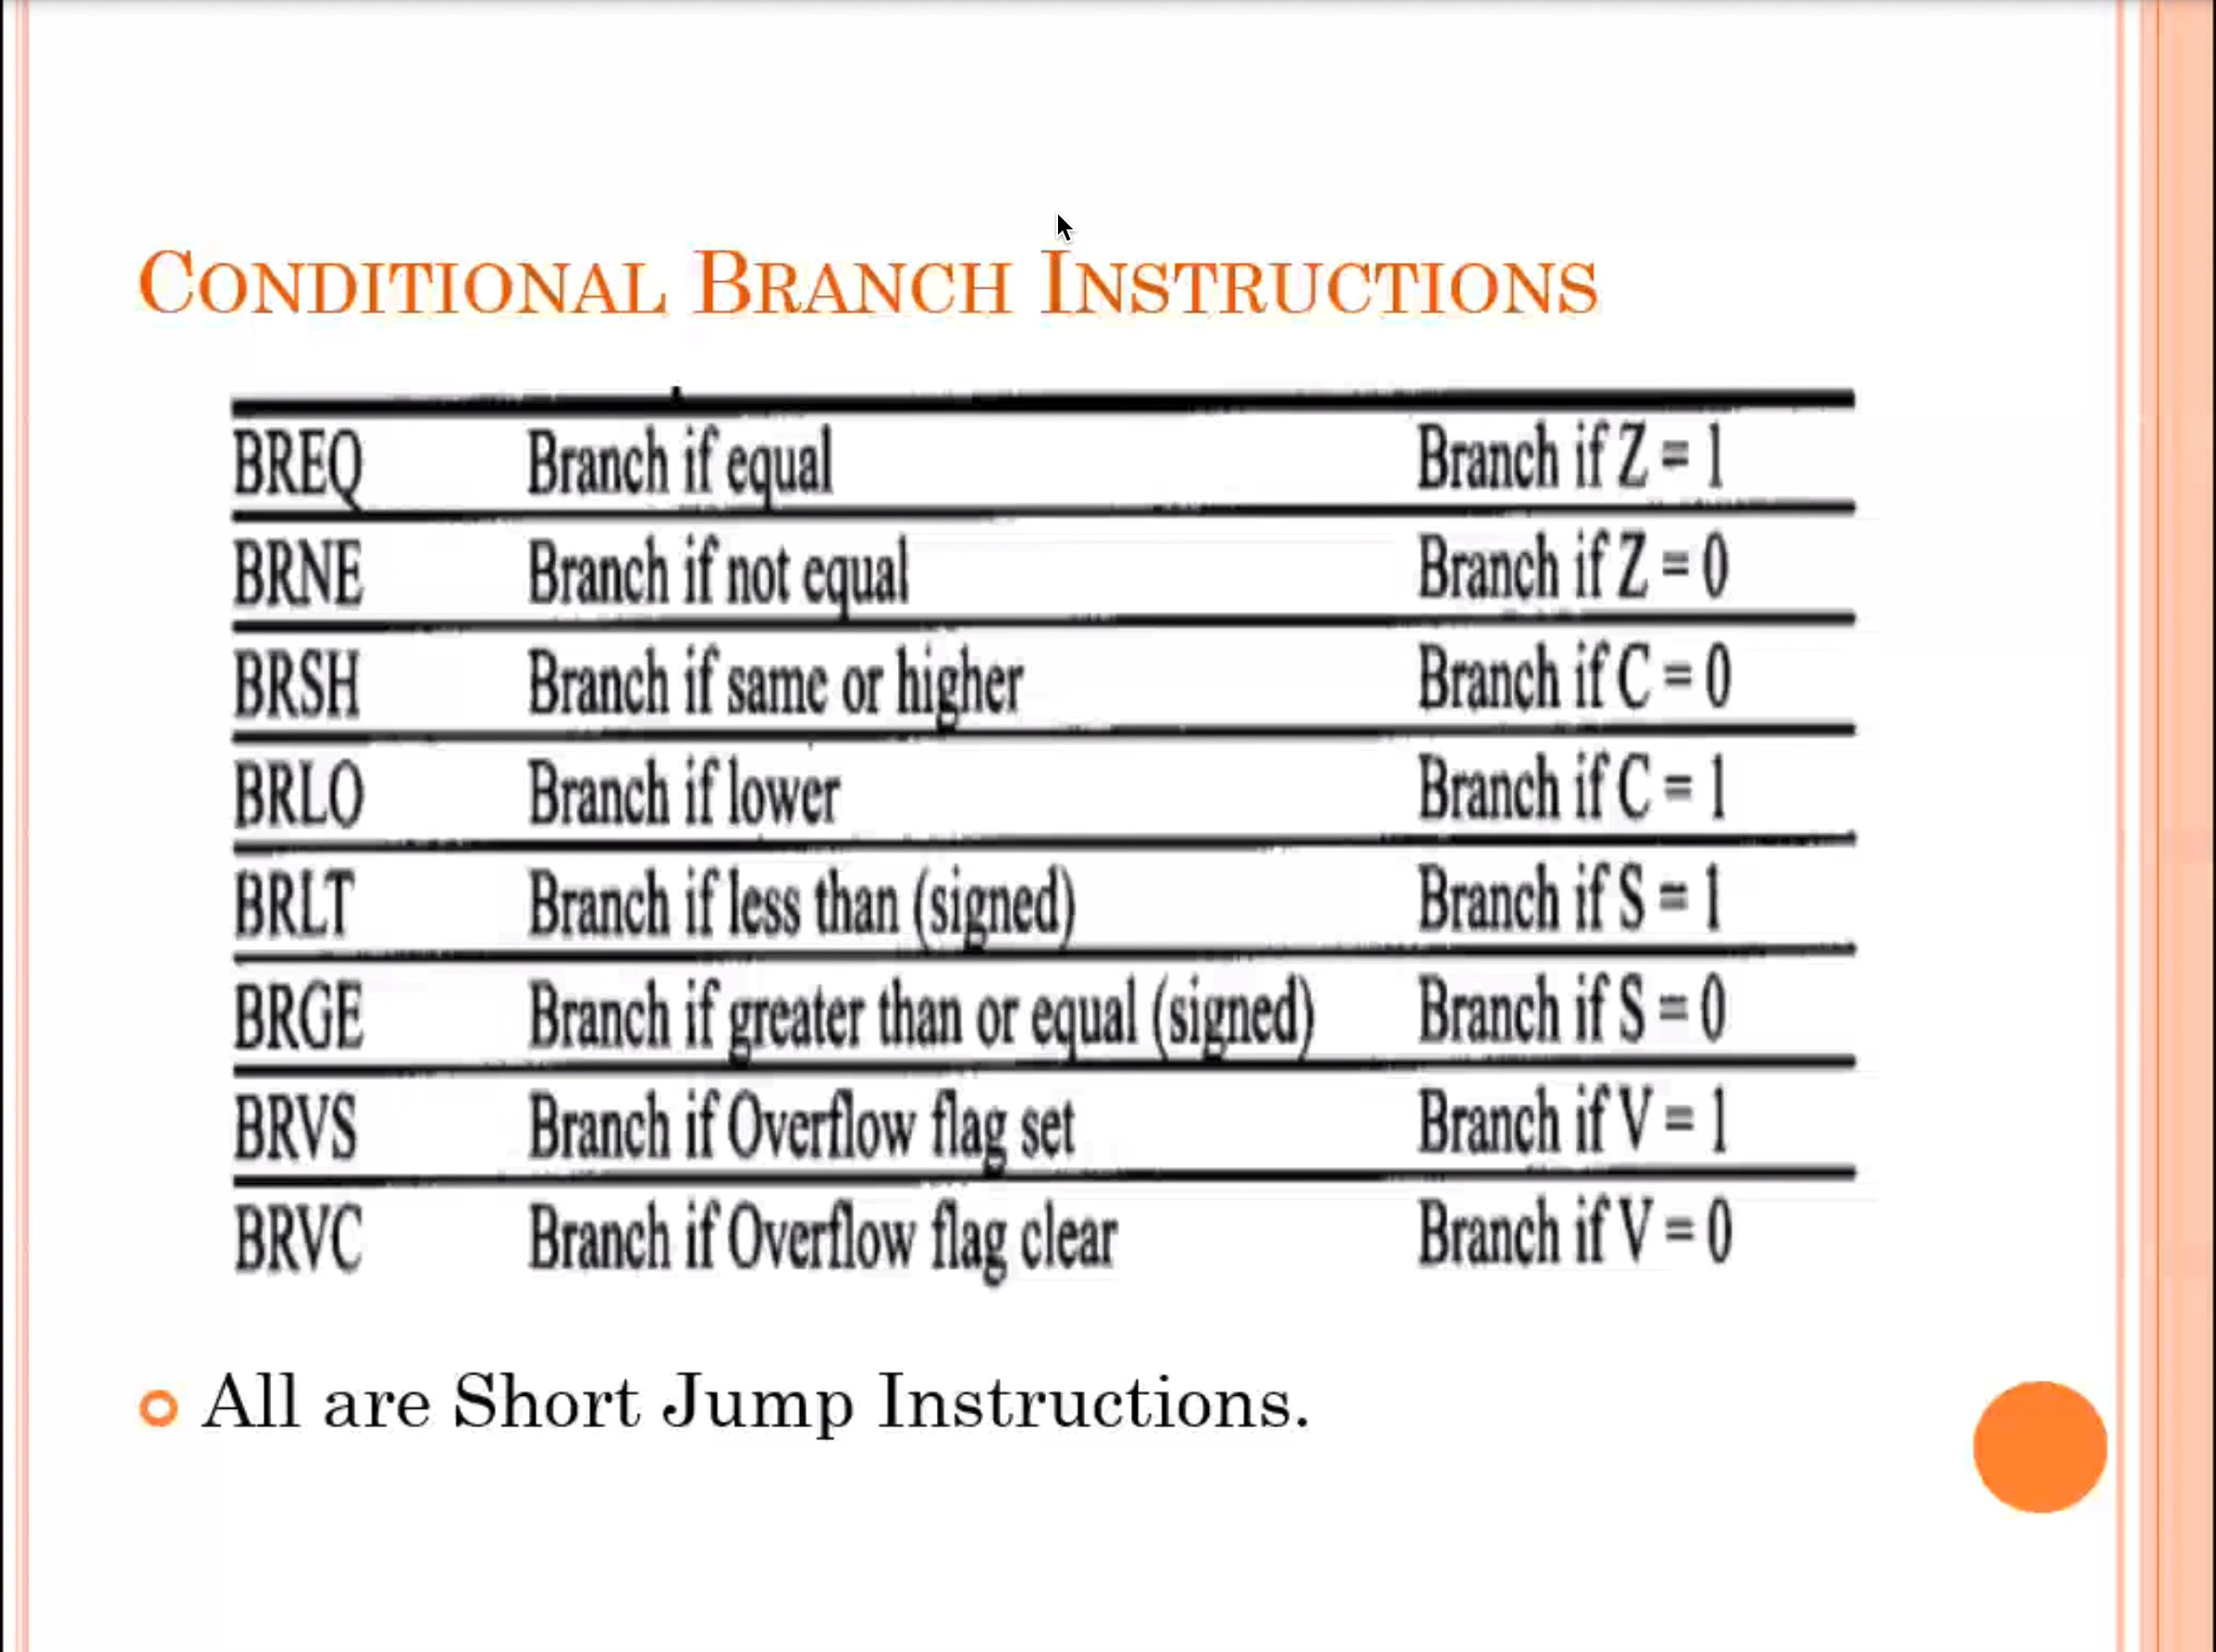 CONDITIONAL BRANCH INSTRUCTIONS
BREQ Branch if equal Branch if Z = 1
BRNE Branch if not equal Branch if Z = 0
BRSH Branch if same or higher Branch if C = 0
BRLO Branch if lower Branch if C = 1
BRLT Branch if less than (signed) Branch if S = 1
BRGE Branch if greater than or equal (signed) Branch if S = 0
BRVS Branch if Overflow flag set Branch if V = 1
BRVC Branch if Overflow flag clear Branch if V = 0
All are Short Jump Instructions.